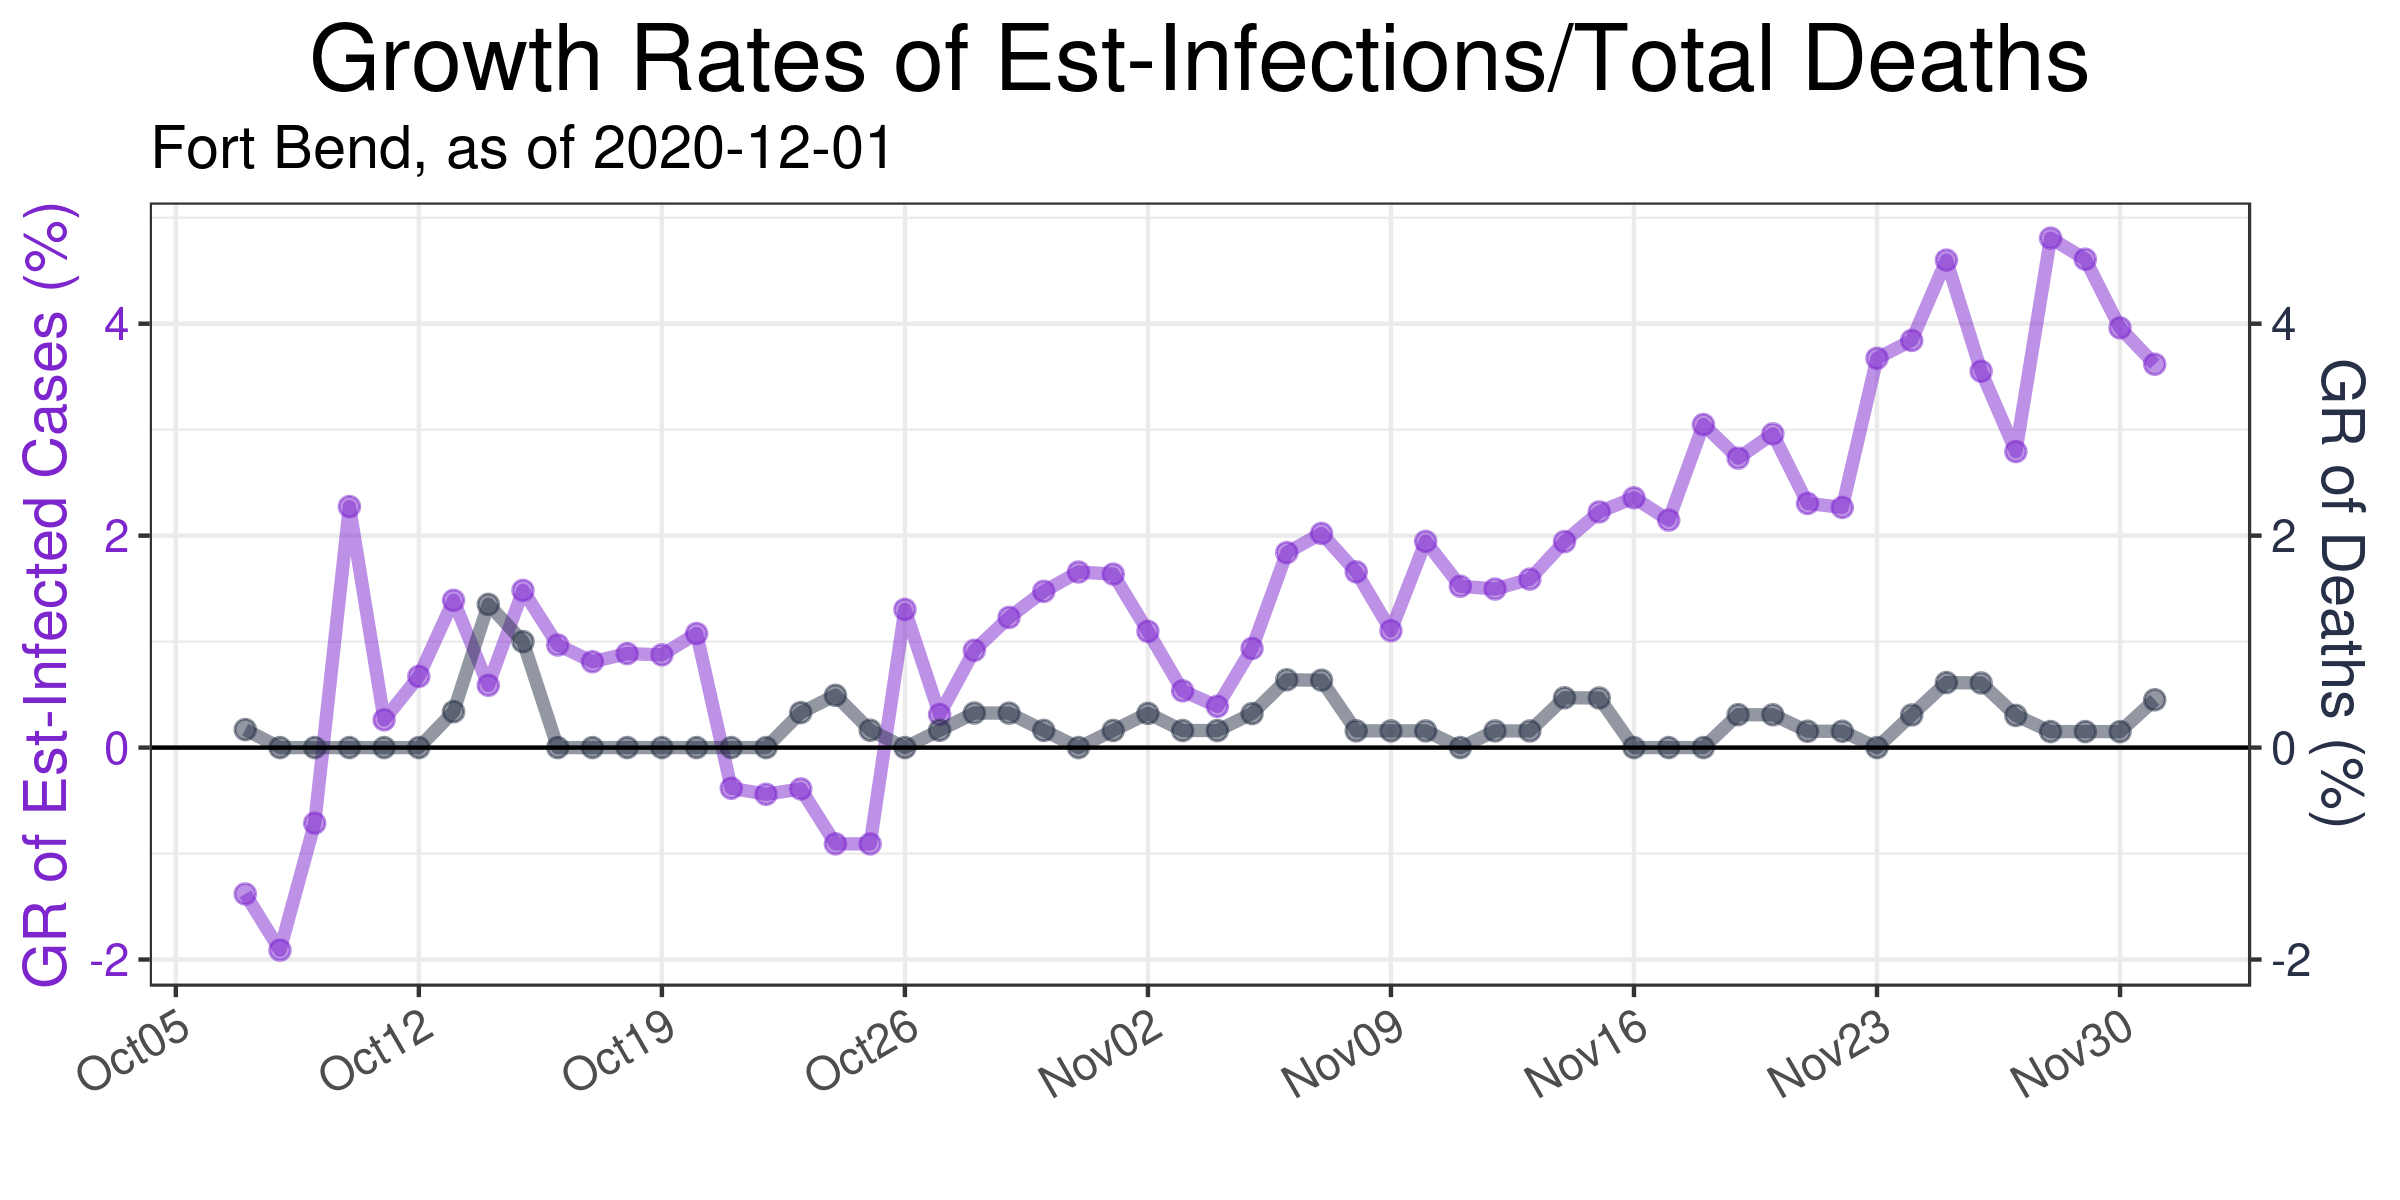 Growth Rates of Est-Infections/Total Deaths
Fort Bend, as of 2020-12-01
GR of Est-Infected Cases (%)
4
2
0
-2
4
2
0
-2
GR of Deaths (%)
Oct05
Oct12
Oct19
Oct26
Nov02
Nov09
Nov16
Nov23
Nov30